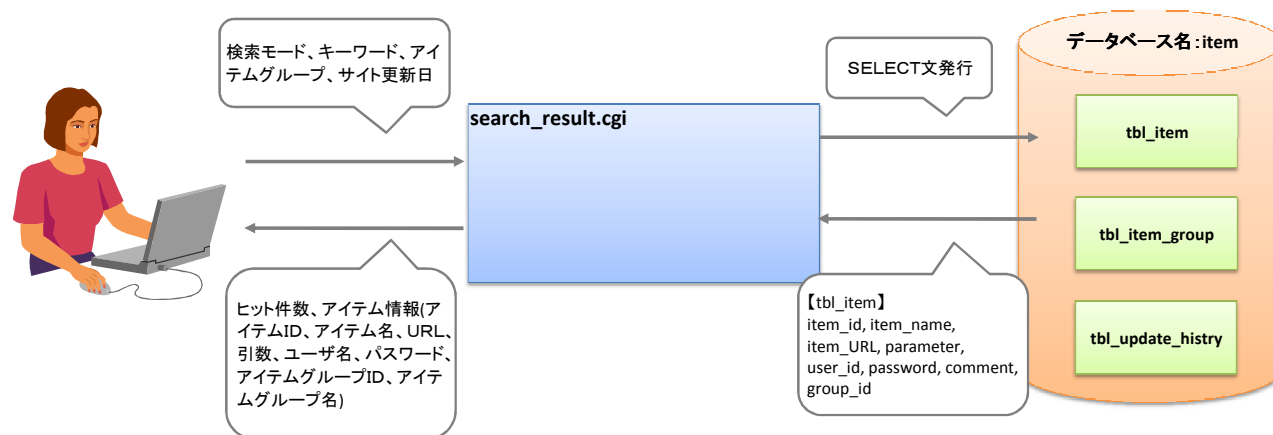 検索モード、キーワード、アイ
テムグループ、サイト更新日
search_result.cgi
SELECT文発行
データベース名:item
tbl_item
tbl_item_group
tbl_update_histry
ヒット件数、アイテム情報(ア
イテムID、アイテム名、URL、
引数、ユーザ名、パスワード、
アイテムグループID、アイテ
ムグループ名)
【tbl_item】
item_id, item_name,
item_URL, parameter,
user_id, password, comment,
group_id